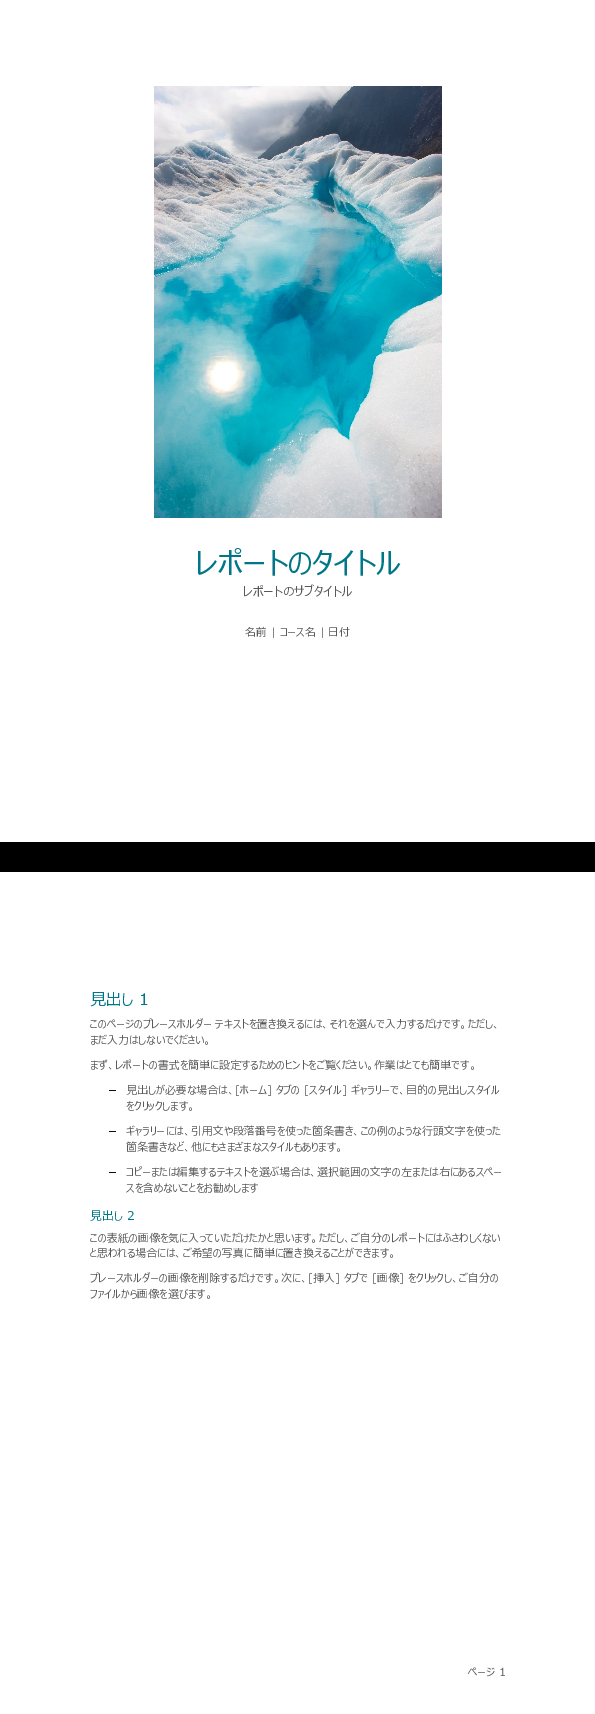 レポートのタイトル
レポートのサブタイトル
名前 | コース名 | 日付
見出し 1
このページのプレースホルダー テキストを置き換えるには、それを選んで入力するだけです。ただし、
まだ入力はしないでください。
まず、レポートの書式を簡単に設定するためのヒントをご覧ください。作業はとても簡単です。
– 見出しが必要な場合は、[ホーム] タブの [スタイル] ギャラリーで、目的の見出しスタイル
をクリックします。
– ギャラリーには、引用文や段落番号を使った箇条書き、この例のような行頭文字を使った
箇条書きなど、他にもさまざまなスタイルもあります。
– コピーまたは編集するテキストを選ぶ場合は、選択範囲の文字の左または右にあるスペー
スを含めないことをお勧めします
見出し 2
この表紙の画像を気に入っていただけたかと思います。ただし、ご自分のレポートにはふさわしくない
と思われる場合には、ご希望の写真に簡単に置き換えることができます。
プレースホルダーの画像を削除するだけです。次に、[挿入] タブで [画像] をクリックし、ご自分の
ファイルから画像を選びます。
ページ 1